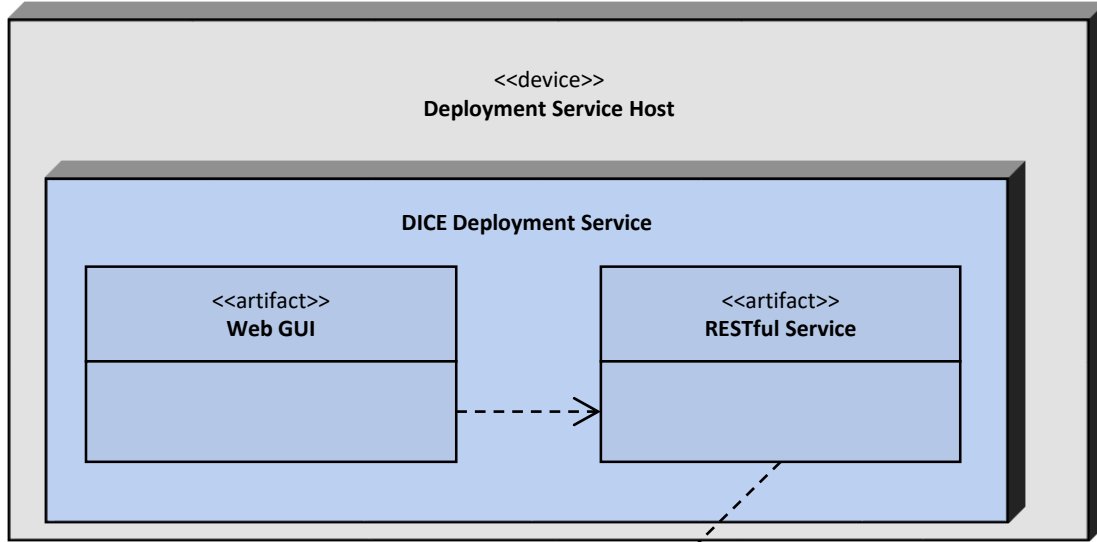 <<device>>
Deployment Service Host
DICE Deployment Service
<<artifact>>
Web GUI
<<artifact>>
RESTful Service